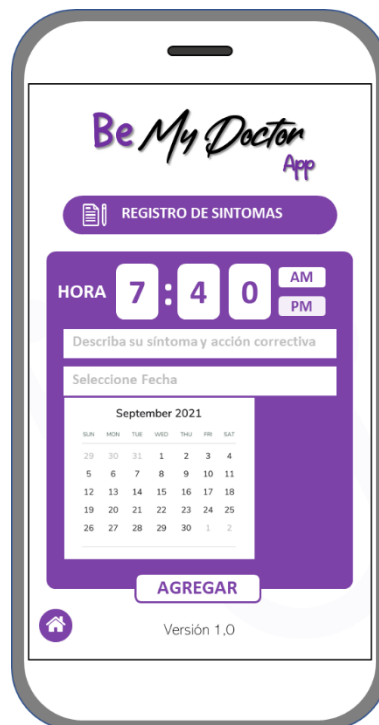 Be My Doctor
App
REGISTRO DE SINTOMAS
HORA 7 : 4 0 AM
PM
Describa su síntoma y acción correctiva
Seleccione Fecha
September 2021
SUN MON TUE WED THU FRI SAT
29 30 31 1 2 3 4
5 6 7 8 9 10 11
12 13 14 15 16 17 18
19 20 21 22 23 24 25
26 27 28 29 30 1 2
AGREGAR
Versión 1.0